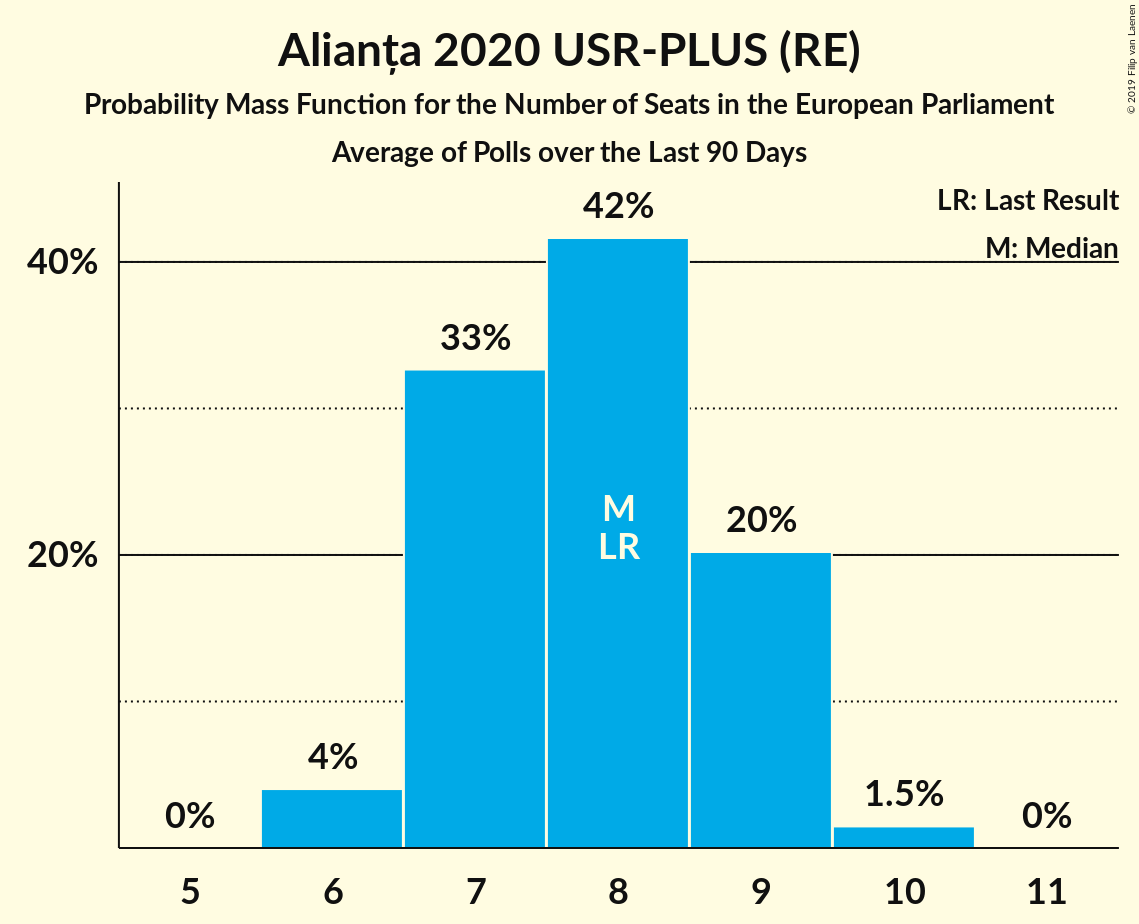 Alianța 2020 USR-PLUS (RE)
Probability Mass Function for the Number of Seats in the European Parliament
Average of Polls over the Last 90 Days
© 2019 Filip van Laenen
LR: Last Result
M: Median
40%
20%
0%
4%
33%
42%
M
LR
20%
1.5%
0%
5 6 7 8 9 10 11